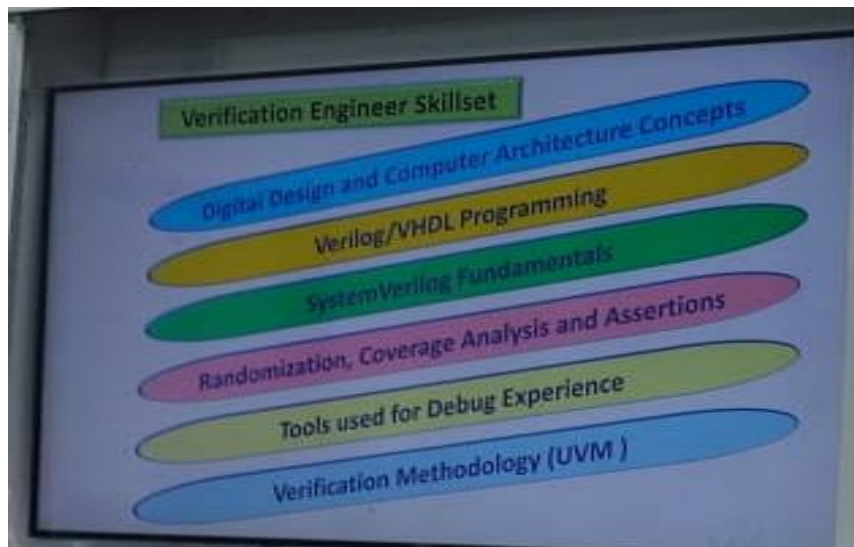 Verification Engineer Skillset
Digital Design and Computer Architecture Concepts
Verilog/VHDL Programming
SystemVerilog Fundamentals
Randomization, Coverage Analysis and Assertions
Tools used for Debug Experience
Verification Methodology (UVM )